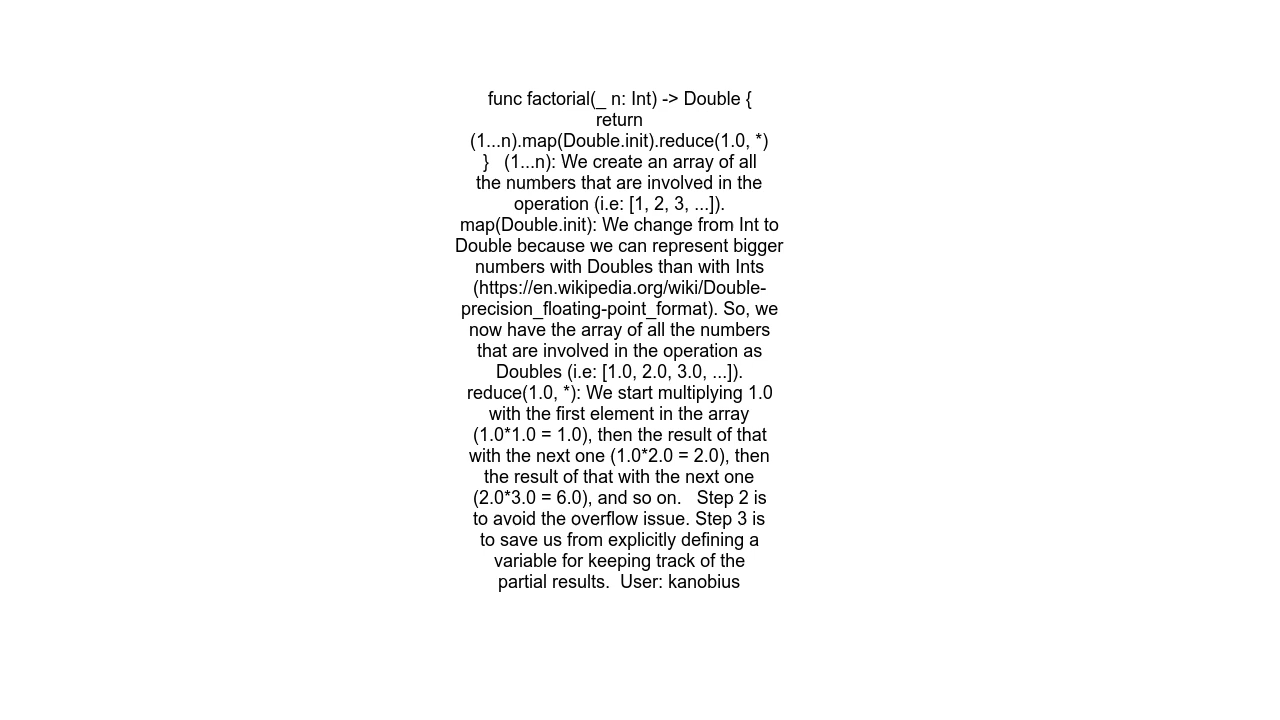 func factorial(_ n: Int) -> Double {
return
(1...n).map(Double.init).reduce(1.0, *)
}   (1...n): We create an array of all
the numbers that are involved in the
operation (i.e: [1, 2, 3, ...]).
map(Double.init): We change from Int to
Double because we can represent bigger
numbers with Doubles than with Ints
(https://en.wikipedia.org/wiki/Double-
precision_floating-point_format). So, we
now have the array of all the numbers
that are involved in the operation as
Doubles (i.e: [1.0, 2.0, 3.0, ...]).
reduce(1.0, *): We start multiplying 1.0
with the first element in the array
(1.0*1.0 = 1.0), then the result of that
with the next one (1.0*2.0 = 2.0), then
the result of that with the next one
(2.0*3.0 = 6.0), and so on.   Step 2 is
to avoid the overflow issue. Step 3 is
to save us from explicitly defining a
variable for keeping track of the
partial results.  User: kanobius